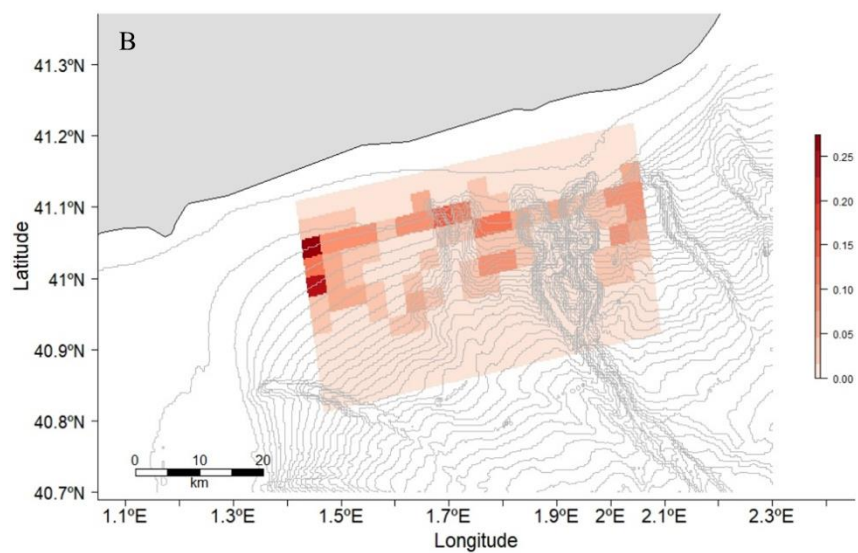 B
41.3ºN
41.2ºN
41.1ºN
41ºN
40.9ºN
40.8ºN
40.7ºN
Latitude
0.25
0.20
0.15
0.10
0.05
0.00
0 10 20
km
1.1ºE 1.3ºE 1.5ºE 1.7ºE 1.9ºE 2ºE 2.1ºE 2.3ºE
Longitude